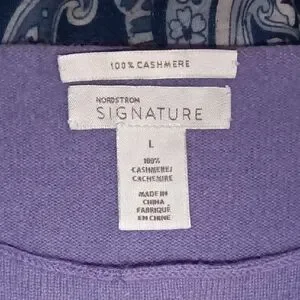 100% CASHMERE
NORDSTROM
SIGNATURE
L
100%
CASHMERE/
CACHEMIRE
MADE IN
CHINA
FABRIQUÉ
EN CHINE